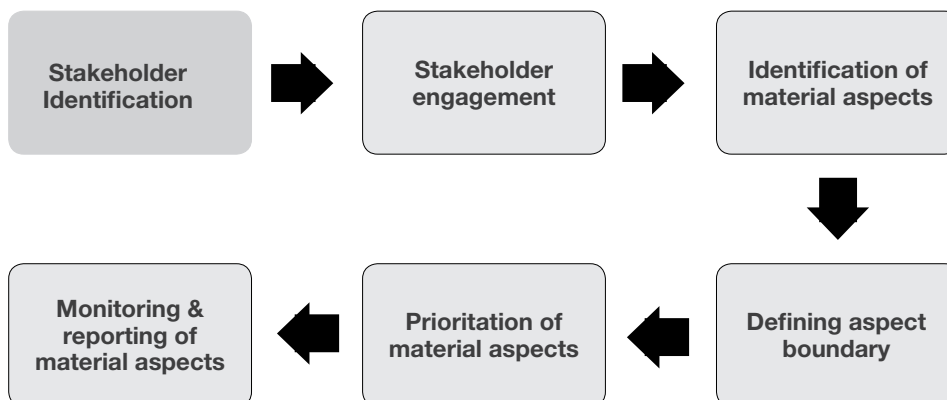 Stakeholder
Identification
Stakeholder
engagement
Identification of
material aspects
Defining aspect
boundary
Prioritation of
material aspects
Monitoring &
reporting of
material aspects